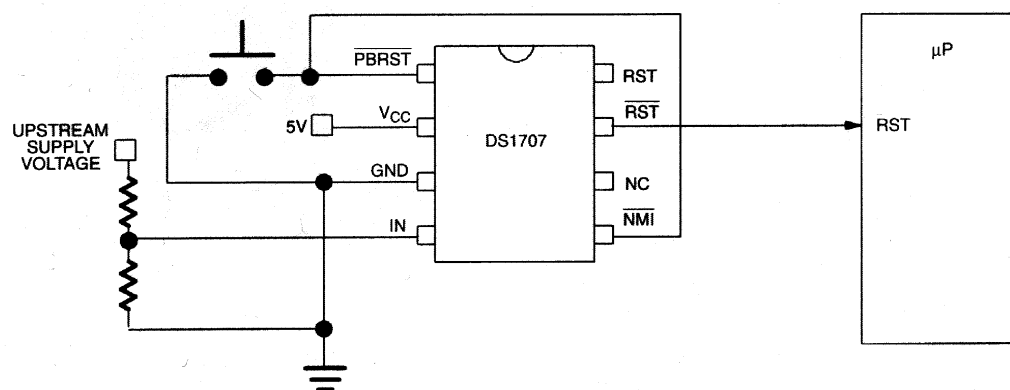 PBRST
5V
VCC
GND
IN
UPSTREAM
SUPPLY
VOLTAGE
DS1707
RST
RST
NC
NMI
µP
RST